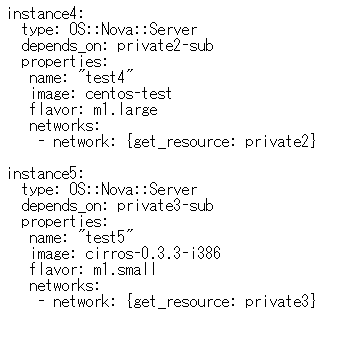 instance4:
  type: OS::Nova::Server
  depends_on: private2-sub
  properties:
   name: "test4"
   image: centos-test
   flavor: m1.large
   networks:
    - network: {get_resource: private2}

instance5:
  type: OS::Nova::Server
  depends_on: private3-sub
  properties:
   name: "test5"
   image: cirros-0.3.3-i386
   flavor: m1.small
   networks:
    - network: {get_resource: private3}